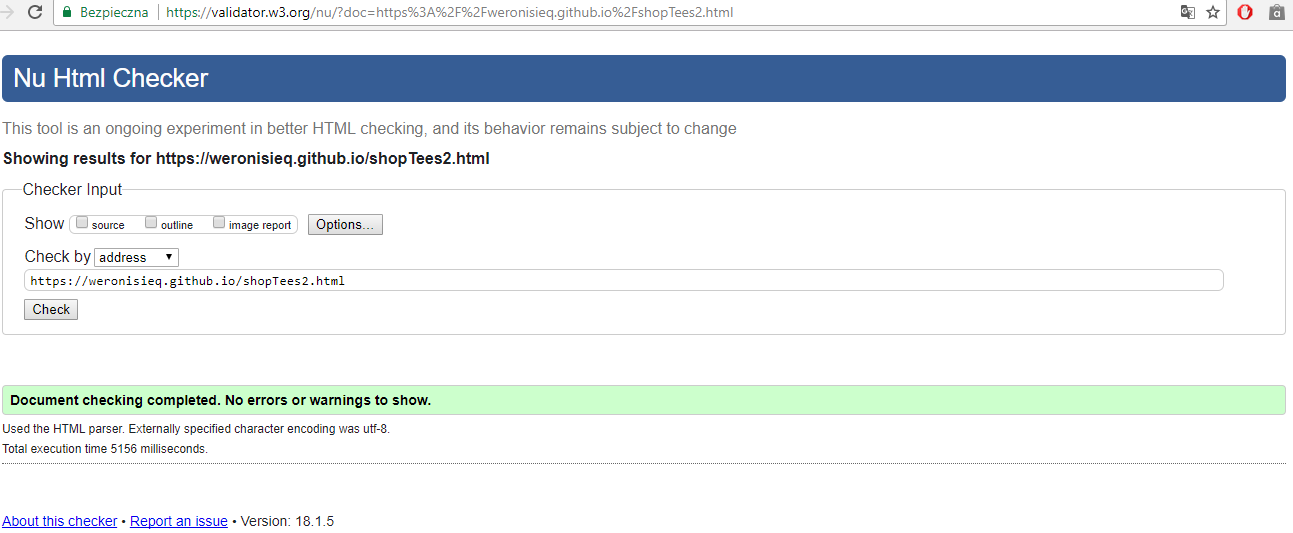 Bezpieczna https://validator.w3.org/nu/?doc=https%3A%2F%2Fweronisieq.github.io%2FshopTees2.html
Nu Html Checker
This tool is an ongoing experiment in better HTML checking, and its behavior remains subject to change
Showing results for https://weronisieq.github.io/shopTees2.html
Checker Input
Show source outline image report Options...
Check by address
https://weronisieq.github.io/shopTees2.html
Check
Document checking completed. No errors or warnings to show.
Used the HTML parser. Externally specified character encoding was utf-8.
Total execution time 5156 milliseconds.
About this checker • Report an issue • Version: 18.1.5